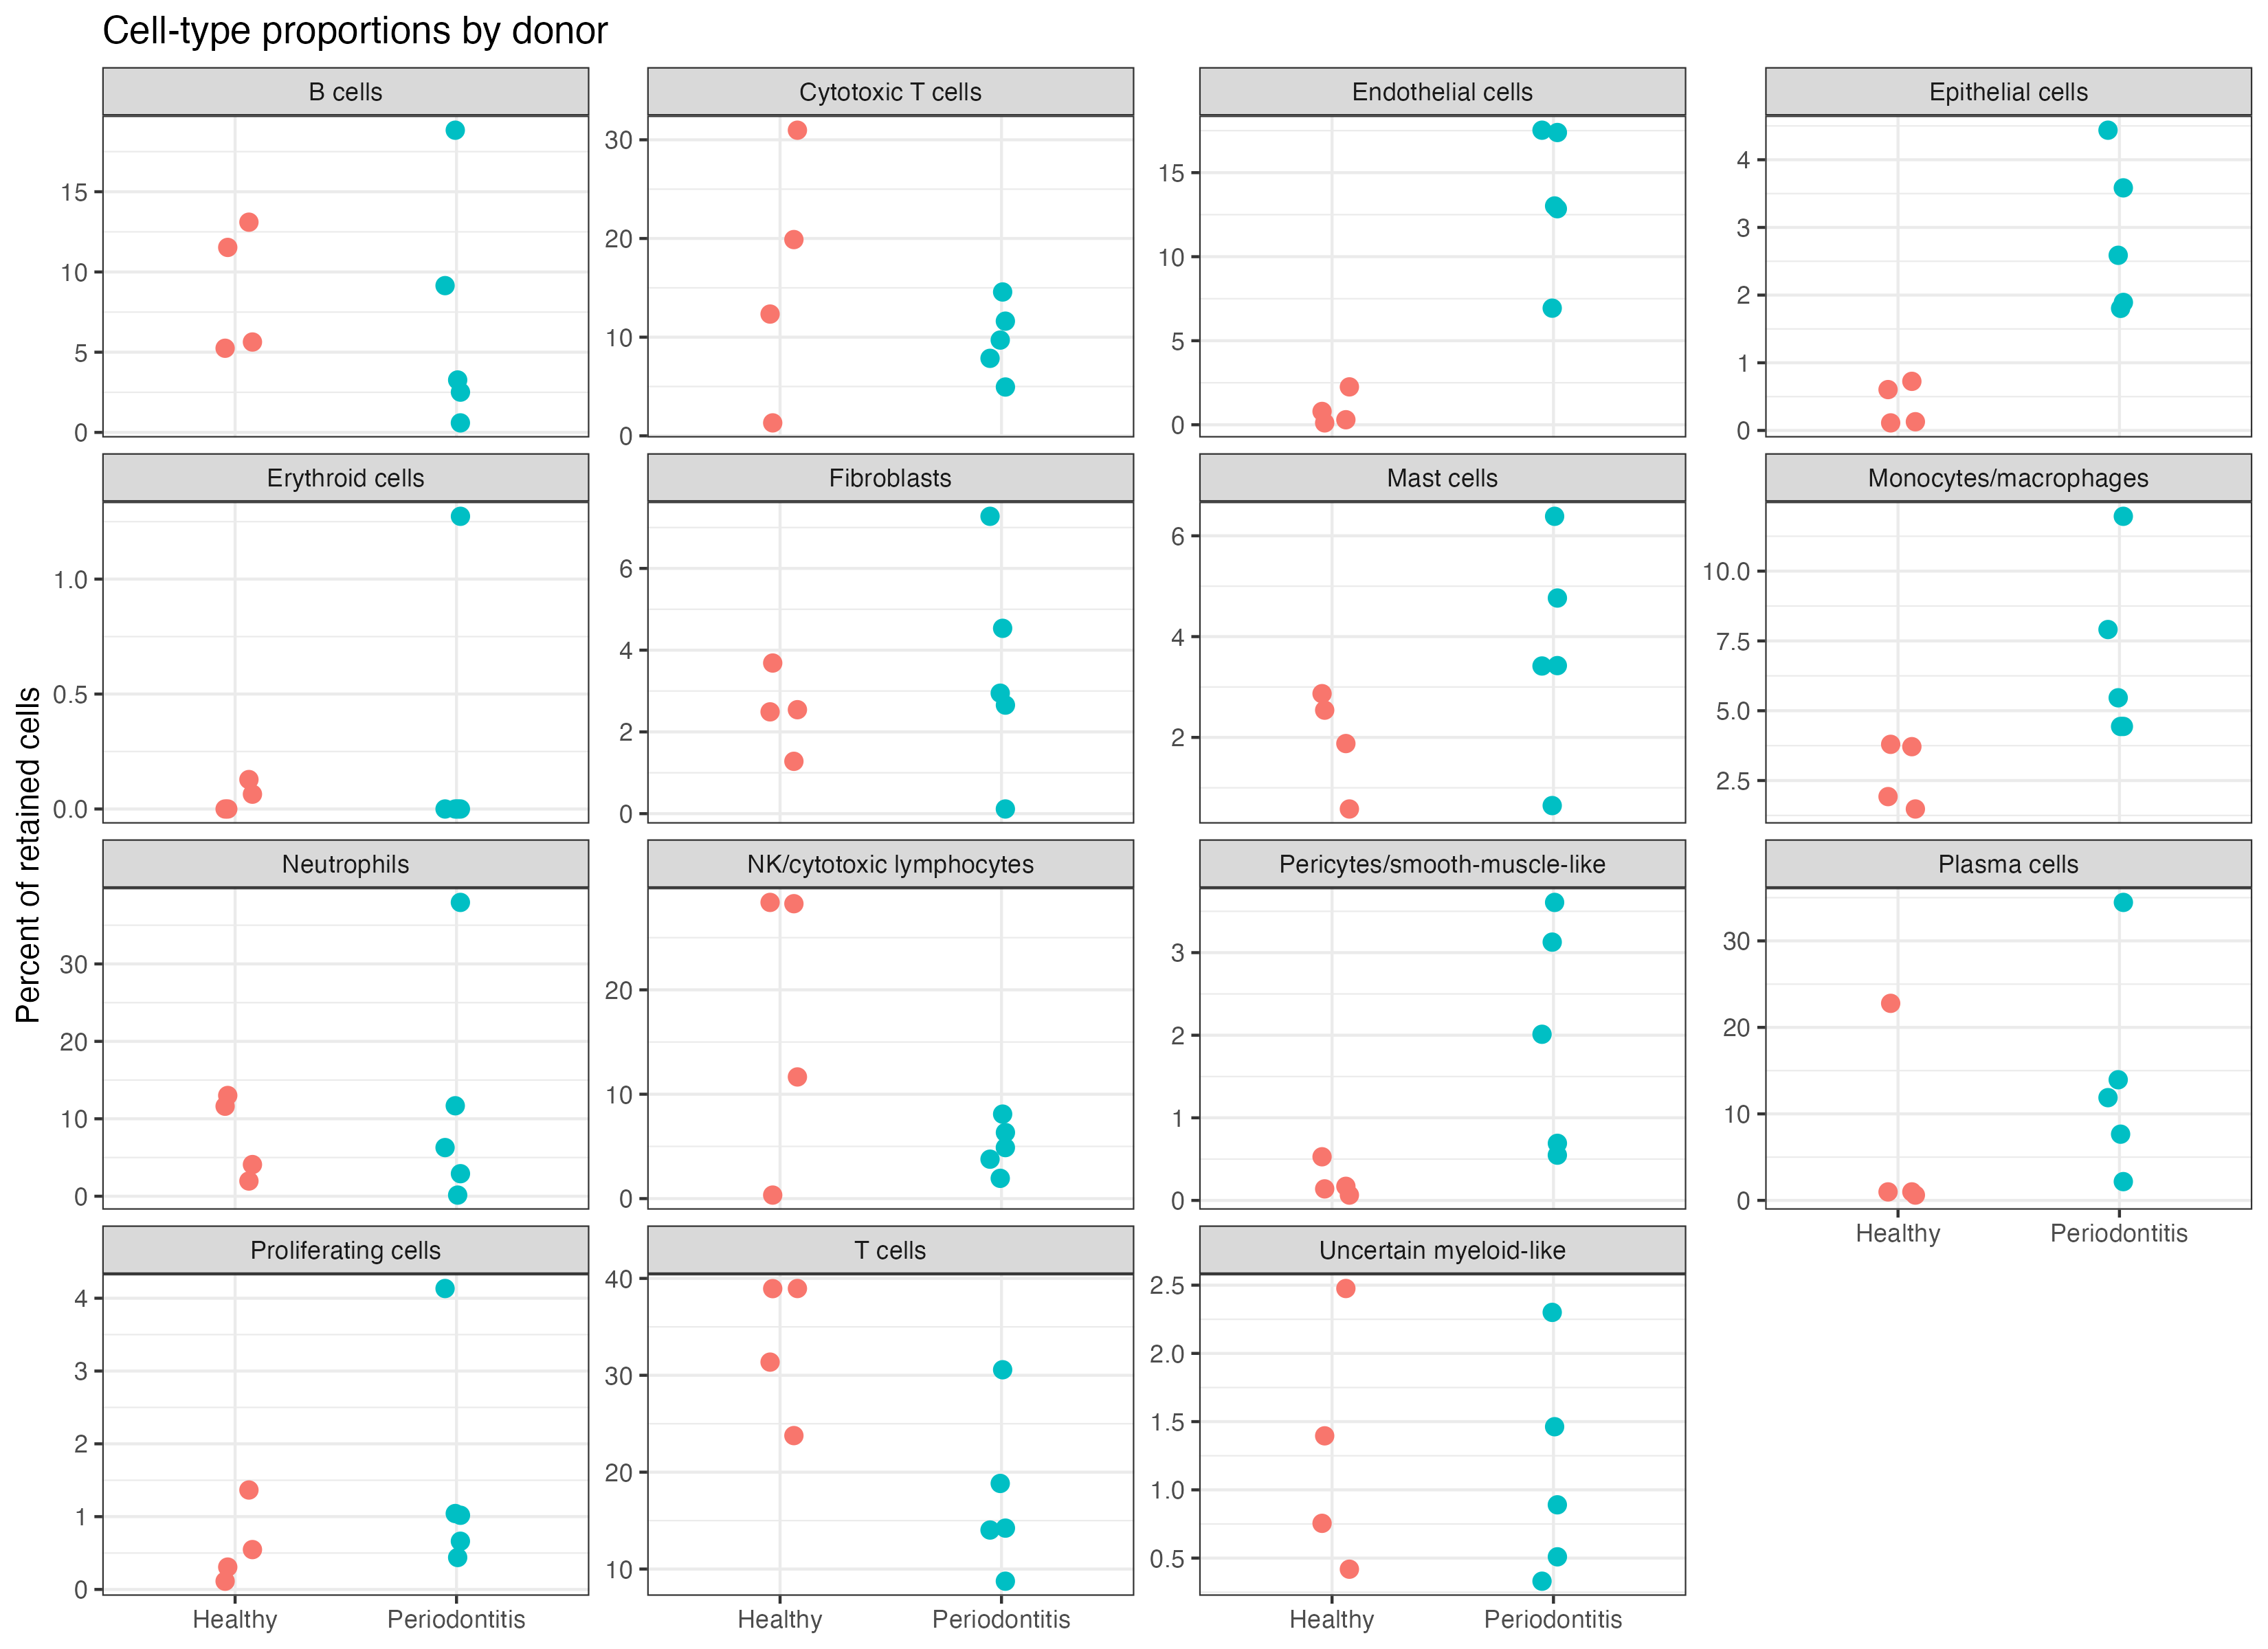 Cell-type proportions by donor
B cells
Cytotoxic T cells
Endothelial cells
Epithelial cells
15
10
5
0
30
20
10
0
15
10
5
0
4
3
2
1
0
Erythroid cells
Fibroblasts
Mast cells
Monocytes/macrophages
1.0
0.5
0.0
6
4
2
0
6
4
2
10.0
7.5
5.0
2.5
Percent of retained cells
Neutrophils
NK/cytotoxic lymphocytes
Pericytes/smooth-muscle-like
Plasma cells
30
20
10
0
20
10
0
3
2
1
0
30
20
10
0
Healthy
Periodontitis
Proliferating cells
T cells
Uncertain myeloid-like
4
3
2
1
0
40
30
20
10
2.5
2.0
1.5
1.0
0.5
Healthy
Periodontitis
Healthy
Periodontitis
Healthy
Periodontitis